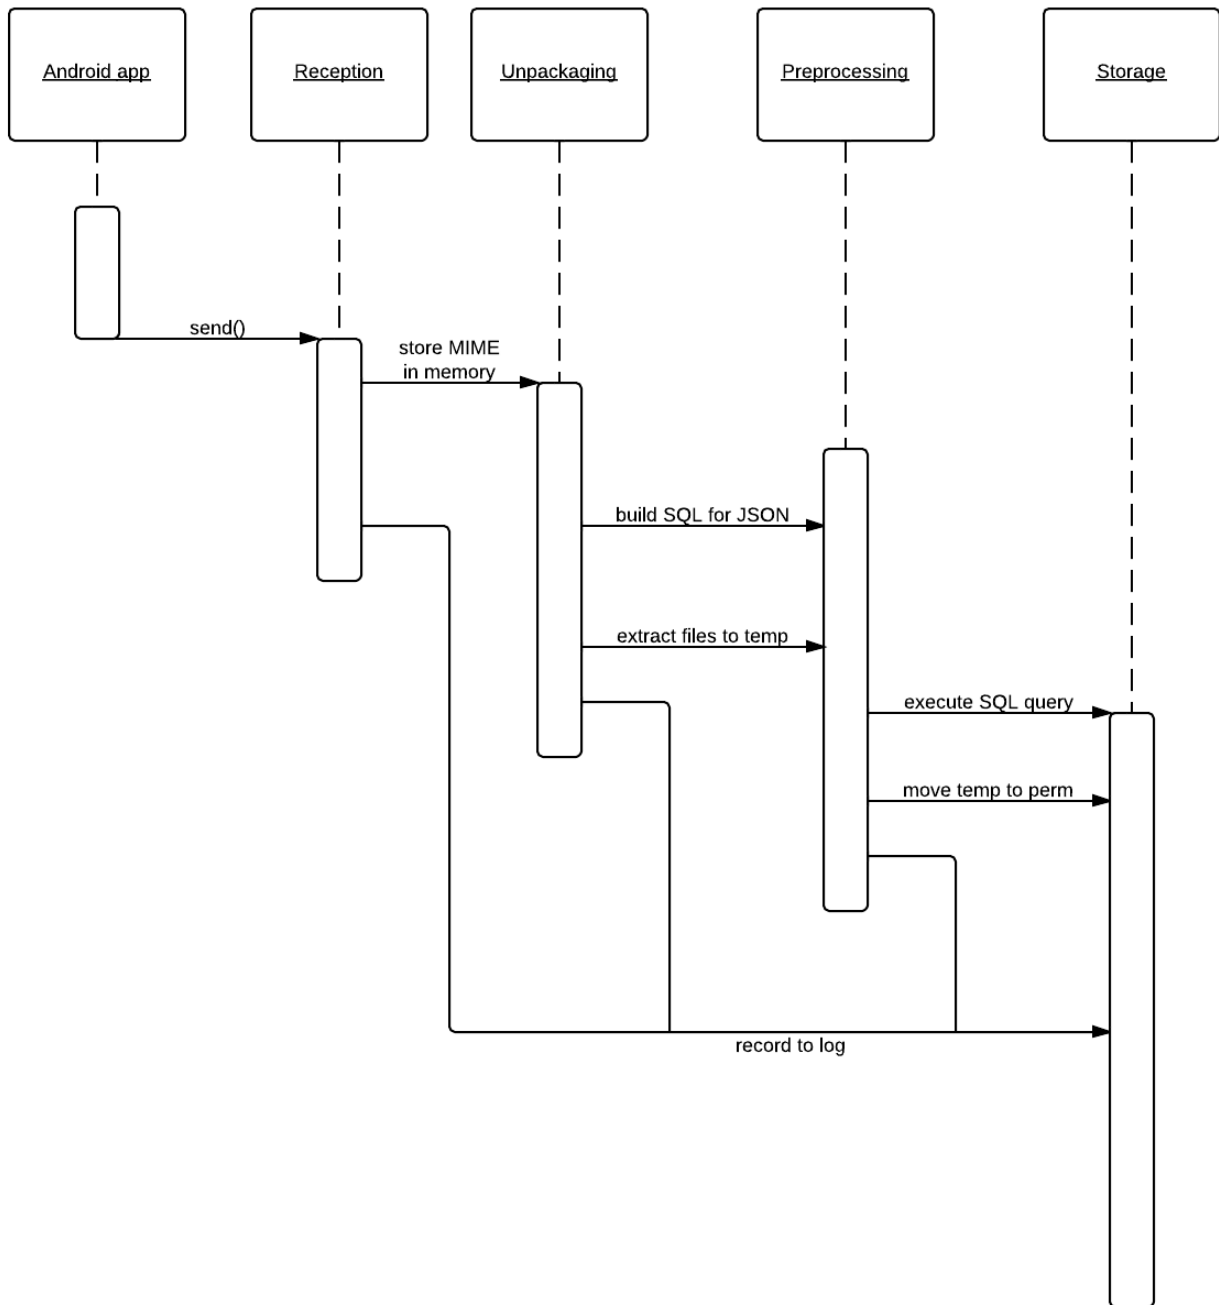 Android app
Reception
Unpackaging
Preprocessing
Storage
send()
store MIME
in memory
build SQL for JSON
extract files to temp
execute SQL query
move temp to perm
record to log